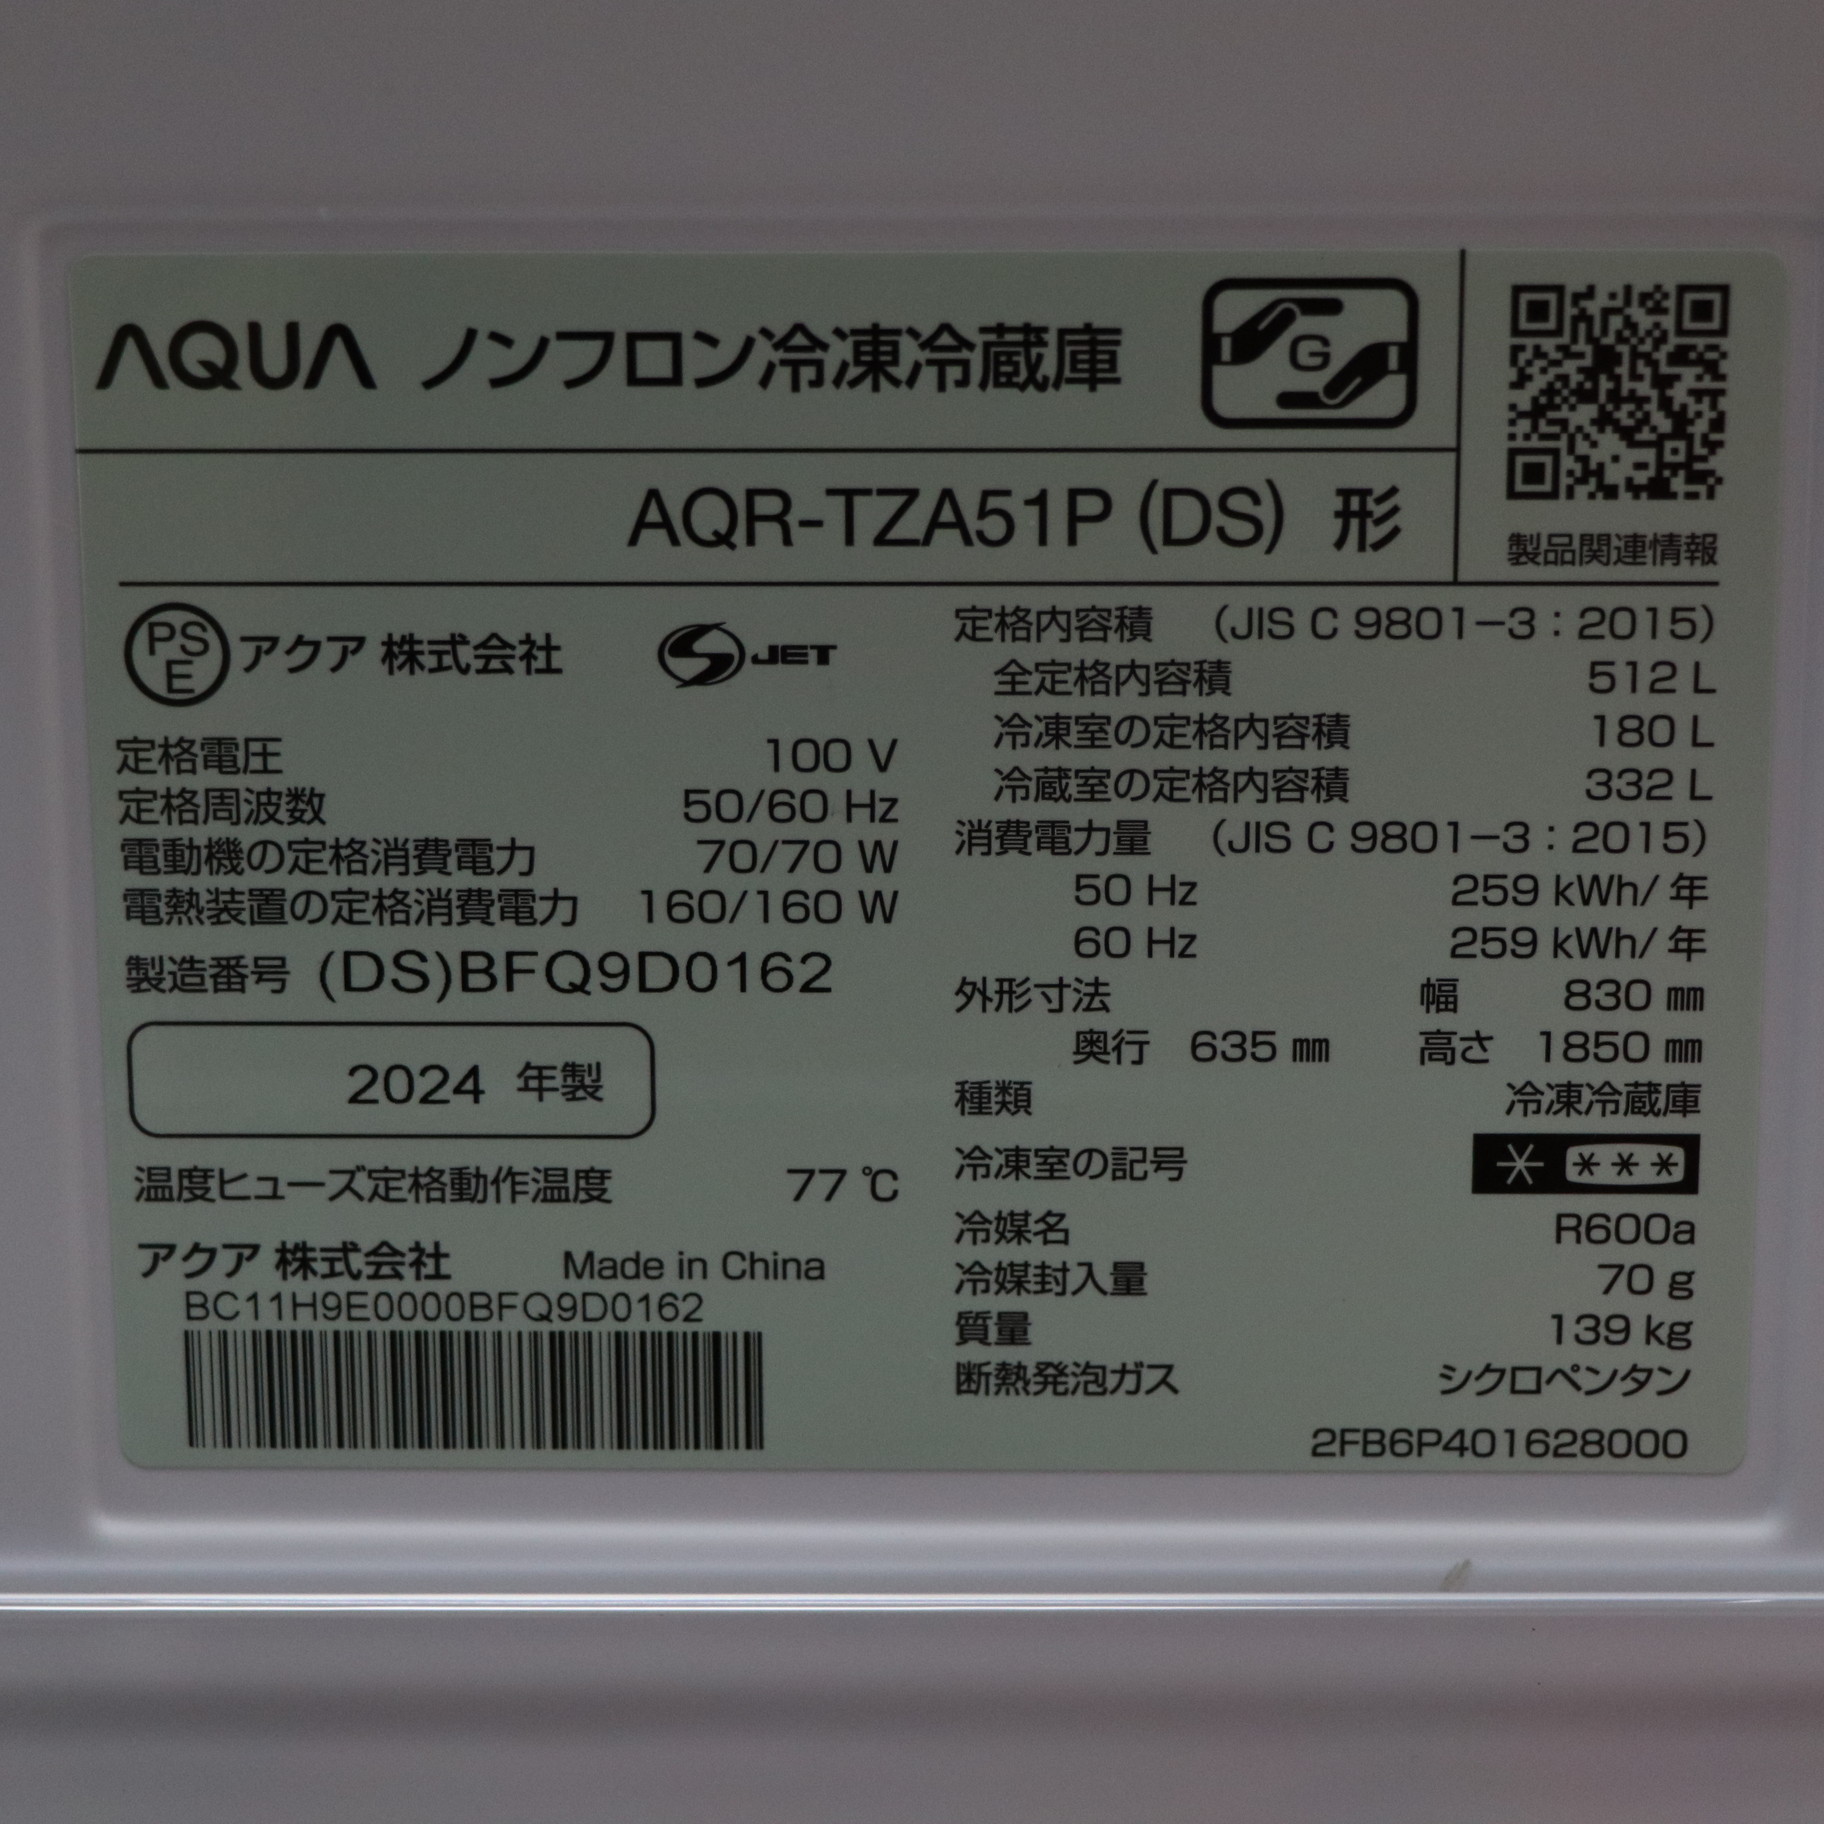 AQUA ノンフロン冷凍冷蔵庫
G
AQR-TZA51P (DS) 形
製品関連情報
PSE アクア 株式会社 S JET
定格電圧 100 V
定格周波数 50/60 Hz
電動機の定格消費電力 70/70 W
電熱装置の定格消費電力 160/160 W
製造番号 (DS)BFQ9D0162
2024 年製
温度ヒューズ定格動作温度 77 ℃
アクア 株式会社 Made in China
BC11H9E0000BFQ9D0162
定格内容積 (JIS C 9801-3:2015)
全定格内容積 512 L
冷凍室の定格内容積 180 L
冷蔵室の定格内容積 332 L
消費電力量 (JIS C 9801-3:2015)
50 Hz 259 kWh/年
60 Hz 259 kWh/年
外形寸法 幅 830 ㎜
奥行 635 ㎜ 高さ 1850 ㎜
種類 冷凍冷蔵庫
冷凍室の記号 * ***
冷媒名 R600a
冷媒封入量 70 g
質量 139 kg
断熱発泡ガス シクロペンタン
2FB6P401628000